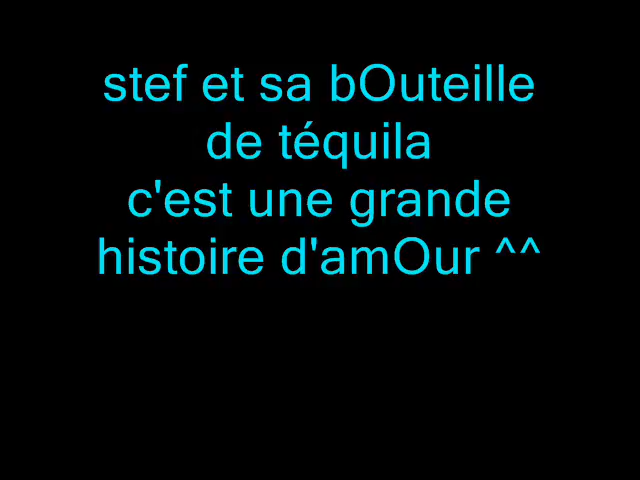 stef et sa bOuteille
de téquila
c'est une grande
histoire d'amOur ^^